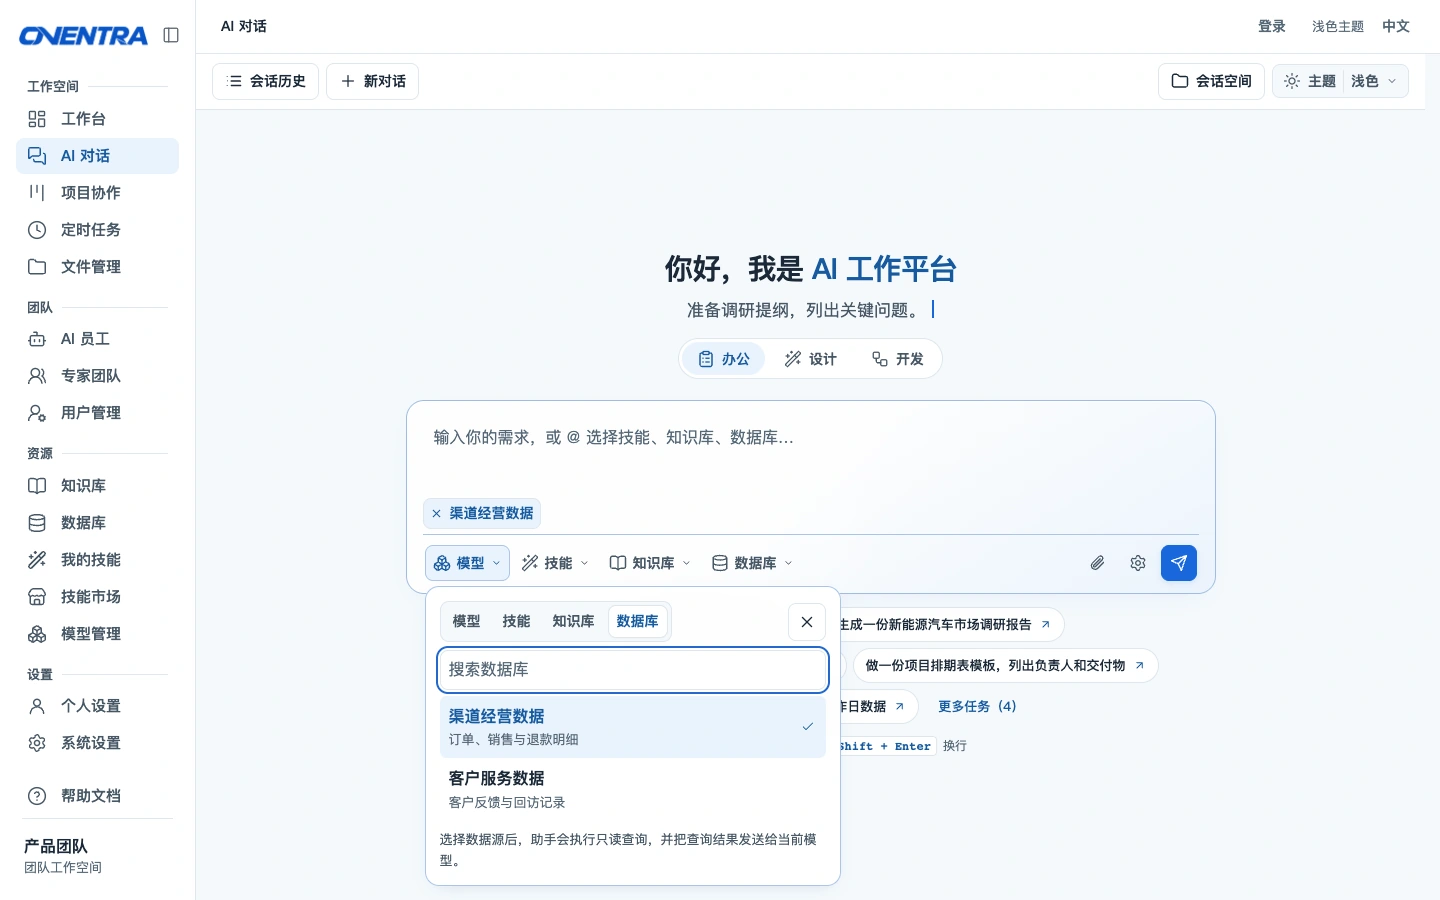 ONENTRA
AI 对话
登录
浅色主题
中文
会话历史
新对话
会话空间
主题
浅色
工作空间
工作台
AI 对话
项目协作
定时任务
文件管理
团队
AI 员工
专家团队
用户管理
资源
知识库
数据库
我的技能
技能市场
模型管理
设置
个人设置
系统设置
帮助文档
产品团队
团队工作空间
你好，我是 AI 工作平台
准备调研提纲，列出关键问题。
办公
设计
开发
输入你的需求，或 @ 选择技能、知识库、数据库...
渠道经营数据
模型
技能
知识库
数据库
模型
技能
知识库
数据库
搜索数据库
渠道经营数据
订单、销售与退款明细
客户服务数据
客户反馈与回访记录
选择数据源后，助手会执行只读查询，并把查询结果发送给当前模
型。
生成一份新能源汽车市场调研报告
做一份项目排期表模板，列出负责人和交付物
昨日数据
更多任务（4）
Shift + Enter 换行